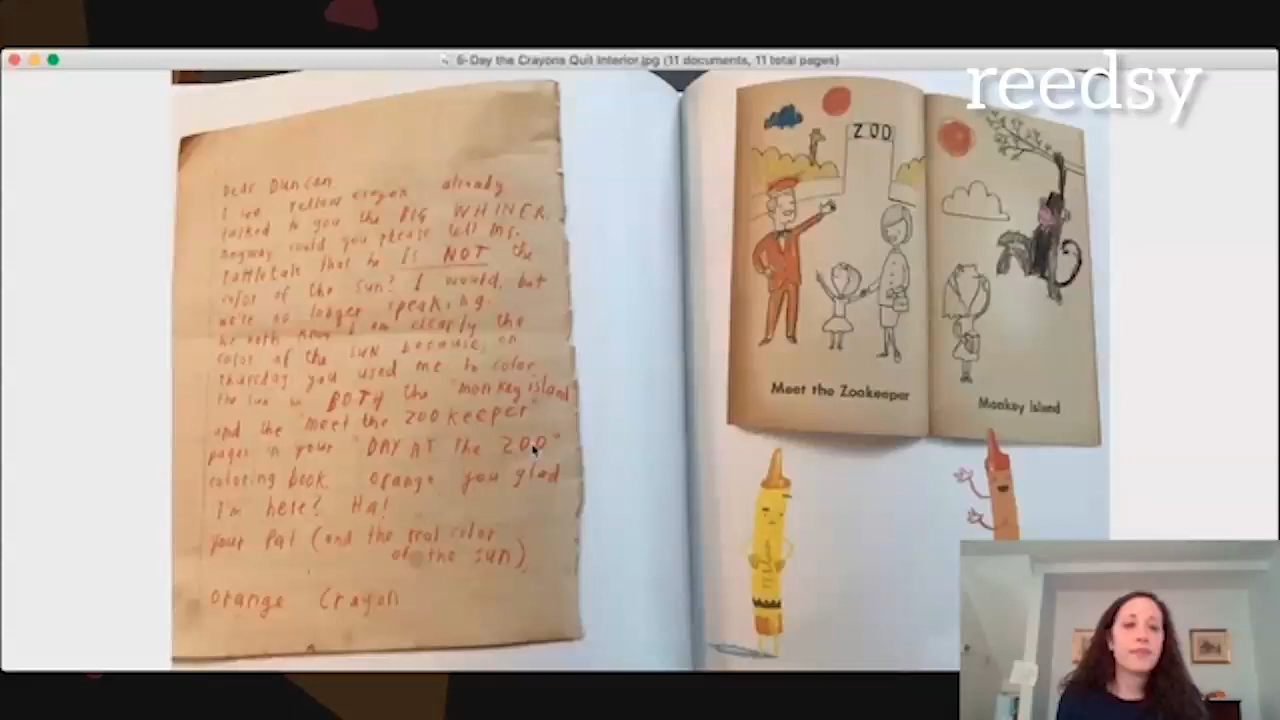 5-Day the Crayons Quit Interior.jpg (11 documents, 11 total pages)
reedsy
Dear Duncan,
I see Yellow Crayon already
talked to you, the BIG WHINER.
Anyway, could you please tell Mr.
Tattletale that he IS NOT the
color of the sun? I would, but
we're no longer speaking.
We both know I am clearly the
color of the sun because, on
Thursday you used me to color
the sun on BOTH the "Monkey Island"
and the "Meet the Zookeeper"
pages in your "DAY AT the ZOO"
coloring book. Orange you glad
I'm here? Ha!
Your Pal (and the real color
of the sun)
Orange Crayon
ZOO
Meet the Zookeeper
Monkey Island